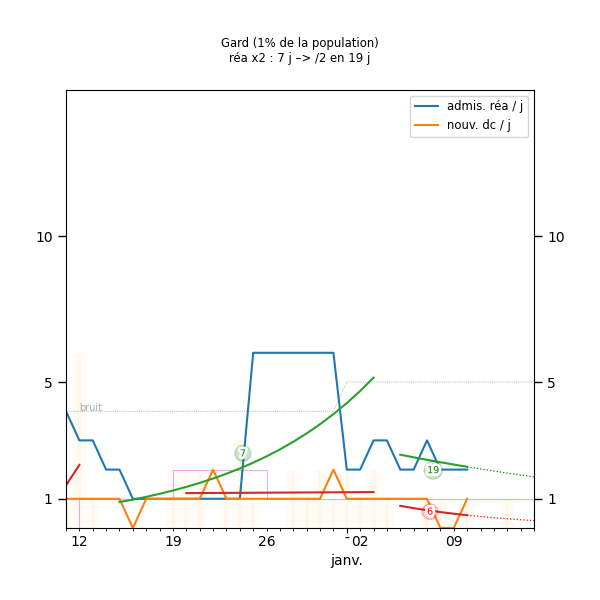 Gard (1% de la population)
réa x2 : 7 j –> /2 en 19 j
admis. réa / j
nouv. dc / j
10 10
5 5
bruit
7
19
6
1 1
12 19 26 02 09
janv.